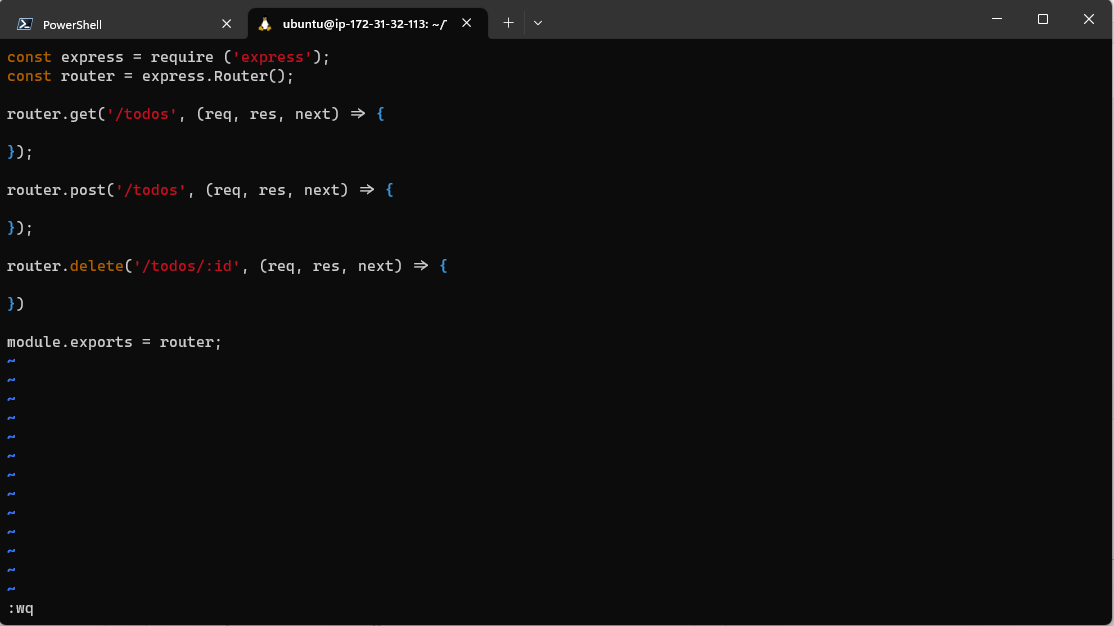 PowerShell
ubuntu@ip-172-31-32-113: ~/
const express = require ('express');
const router = express.Router();
router.get('/todos', (req, res, next) => {
});
router.post('/todos', (req, res, next) => {
});
router.delete('/todos/:id', (req, res, next) => {
})
module.exports = router;
~
~
~
~
~
~
~
~
~
~
~
~
~
:wq